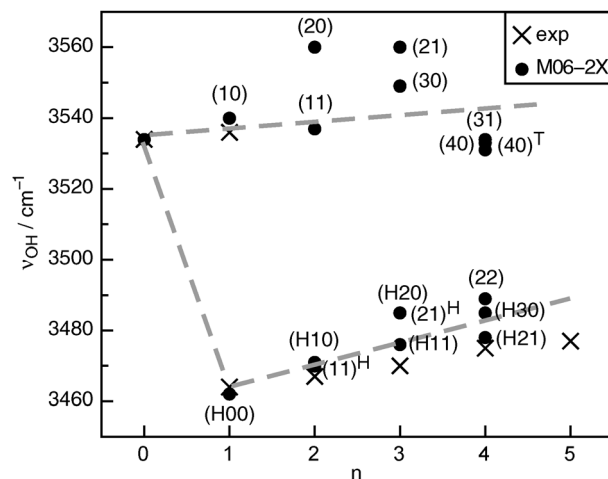 (20)
(21)
× exp
● M06–2X
3560
(10)
(11)
(30)
3540
(31)
(40)
(40)ᵀ
3520
νOH / cm⁻¹
3500
(H20)
(22)
3480
(H10)
(21)ᴴ
(H30)
(11)ᴴ
(H11)
(H21)
3460
(H00)
0 1 2 3 4 5
n